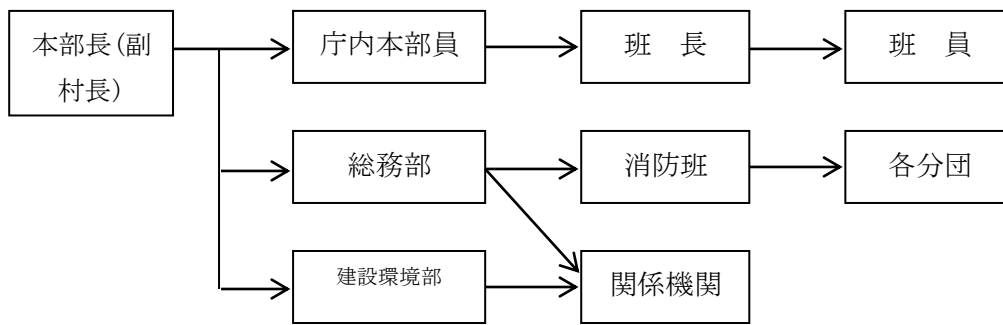 本部長(副
村長)
庁内本部員
班　長
班　員
総務部
消防班
各分団
建設環境部
関係機関